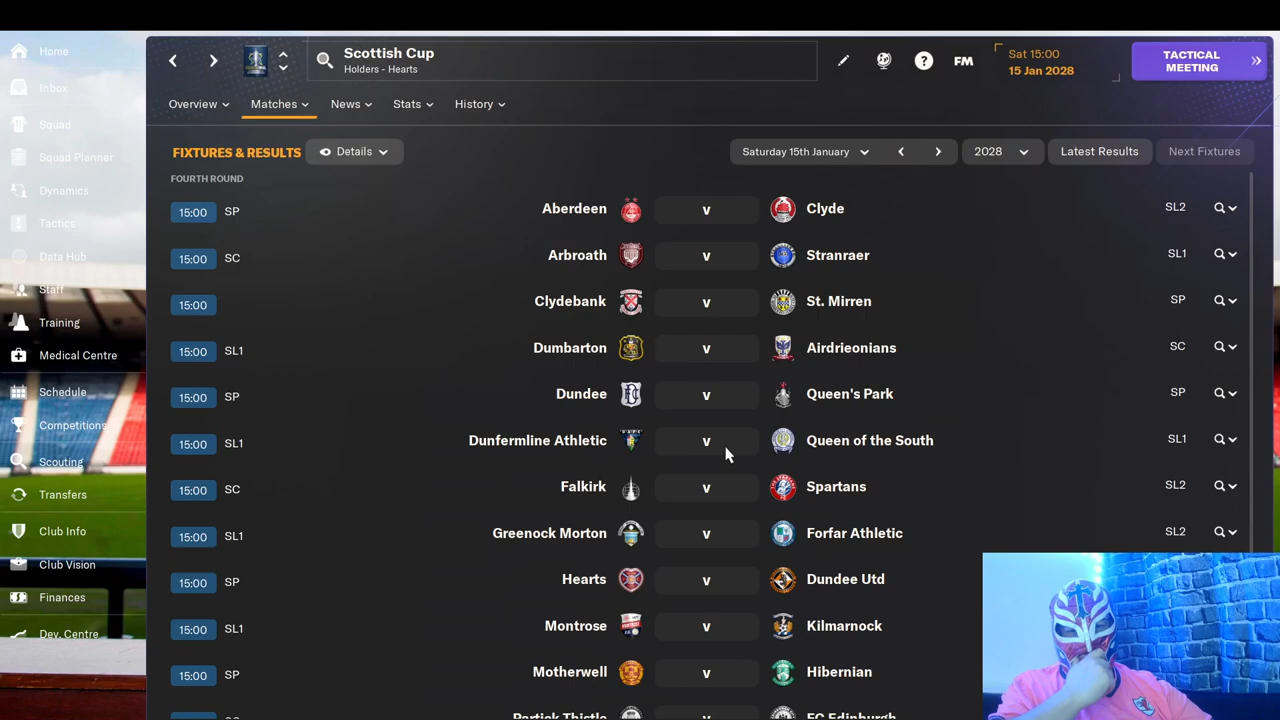 Home
Inbox
Squad
Squad Planner
Dynamics
Tactics
Data Hub
Staff
Training
Medical Centre
Schedule
Competitions
Scouting
Transfers
Club Info
Club Vision
Finances
Dev. Centre
Scottish Cup
Holders - Hearts
? FM
Sat 15:00
15 Jan 2028
TACTICAL
MEETING
Overview Matches News Stats History
FIXTURES & RESULTS Details Saturday 15th January 2028 Latest Results Next Fixtures
FOURTH ROUND
15:00 SP Aberdeen v Clyde SL2
15:00 SC Arbroath v Stranraer SL1
15:00 Clydebank v St. Mirren SP
15:00 SL1 Dumbarton v Airdrieonians SC
15:00 SP Dundee v Queen's Park SP
15:00 SL1 Dunfermline Athletic v Queen of the South SL1
15:00 SC Falkirk v Spartans SL2
15:00 SL1 Greenock Morton v Forfar Athletic SL2
15:00 SP Hearts v Dundee Utd
15:00 SL1 Montrose v Kilmarnock
15:00 SP Motherwell v Hibernian
Partick Thistle FC Edinburgh